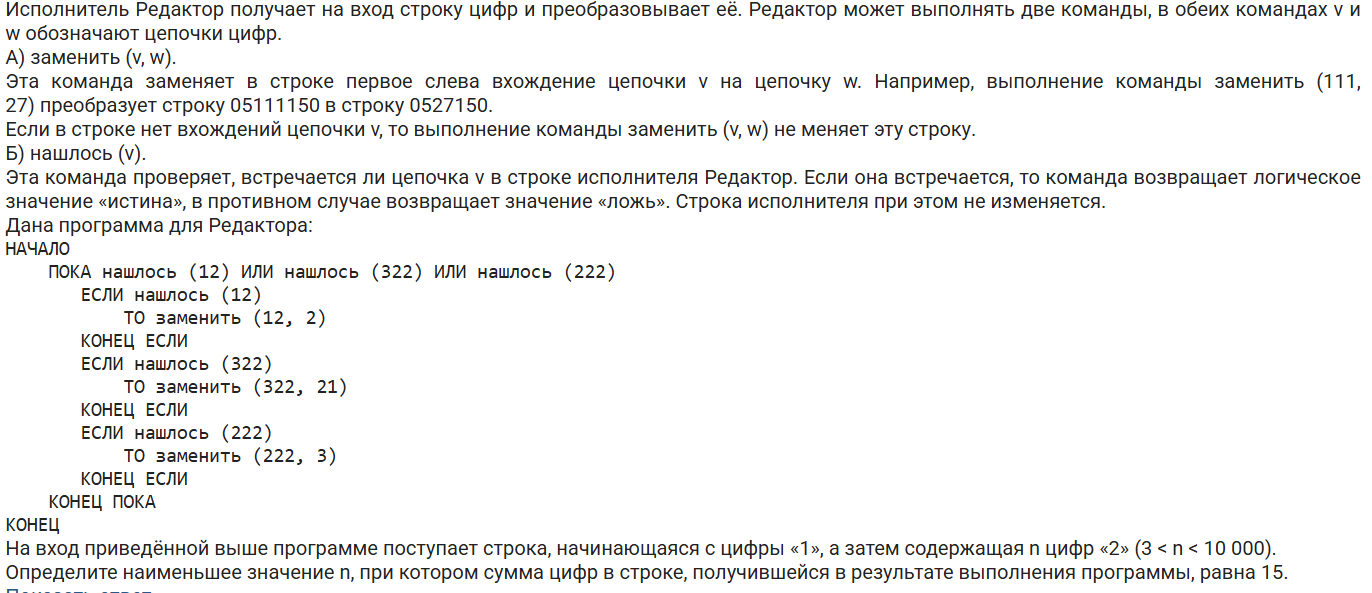 Исполнитель Редактор получает на вход строку цифр и преобразовывает её. Редактор может выполнять две команды, в обеих командах v и
w обозначают цепочки цифр.
А) заменить (v, w).
Эта команда заменяет в строке первое слева вхождение цепочки v на цепочку w. Например, выполнение команды заменить (111,
27) преобразует строку 05111150 в строку 0527150.
Если в строке нет вхождений цепочки v, то выполнение команды заменить (v, w) не меняет эту строку.
Б) нашлось (v).
Эта команда проверяет, встречается ли цепочка v в строке исполнителя Редактор. Если она встречается, то команда возвращает логическое
значение «истина», в противном случае возвращает значение «ложь». Строка исполнителя при этом не изменяется.
Дана программа для Редактора:
НАЧАЛО
    ПОКА нашлось (12) ИЛИ нашлось (322) ИЛИ нашлось (222)
       ЕСЛИ нашлось (12)
           ТО заменить (12, 2)
       КОНЕЦ ЕСЛИ
       ЕСЛИ нашлось (322)
           ТО заменить (322, 21)
       КОНЕЦ ЕСЛИ
       ЕСЛИ нашлось (222)
           ТО заменить (222, 3)
       КОНЕЦ ЕСЛИ
    КОНЕЦ ПОКА
КОНЕЦ
На вход приведённой выше программе поступает строка, начинающаяся с цифры «1», а затем содержащая n цифр «2» (3 < n < 10 000).
Определите наименьшее значение n, при котором сумма цифр в строке, получившейся в результате выполнения программы, равна 15.